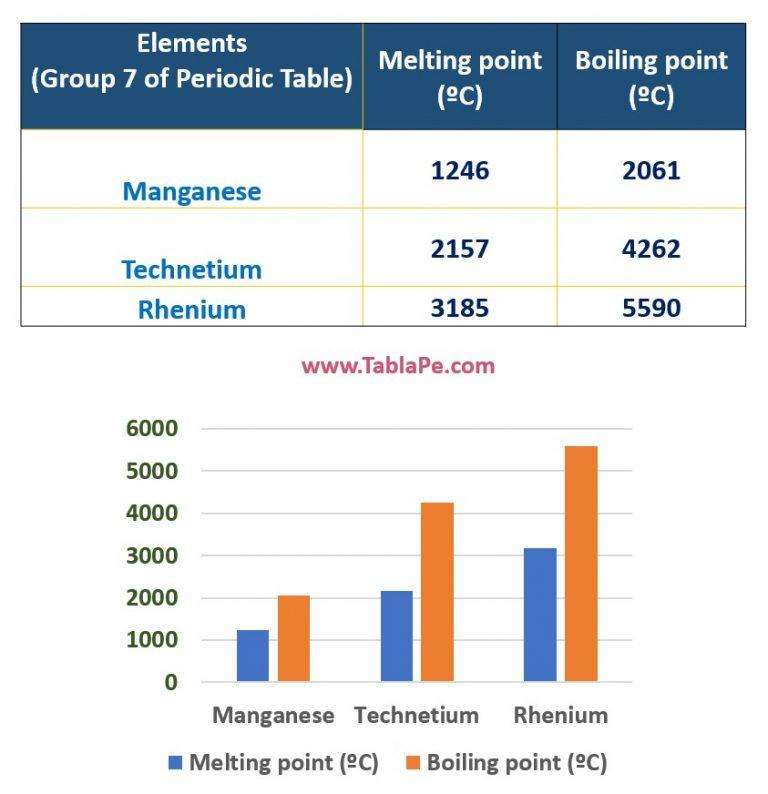 Elements
(Group 7 of Periodic Table)
Melting point
(ºC)
Boiling point
(ºC)
Manganese
1246
2061
Technetium
2157
4262
Rhenium
3185
5590
www.TablaPe.com
6000
5000
4000
3000
2000
1000
0
Manganese
Technetium
Rhenium
Melting point (ºC)
Boiling point (ºC)